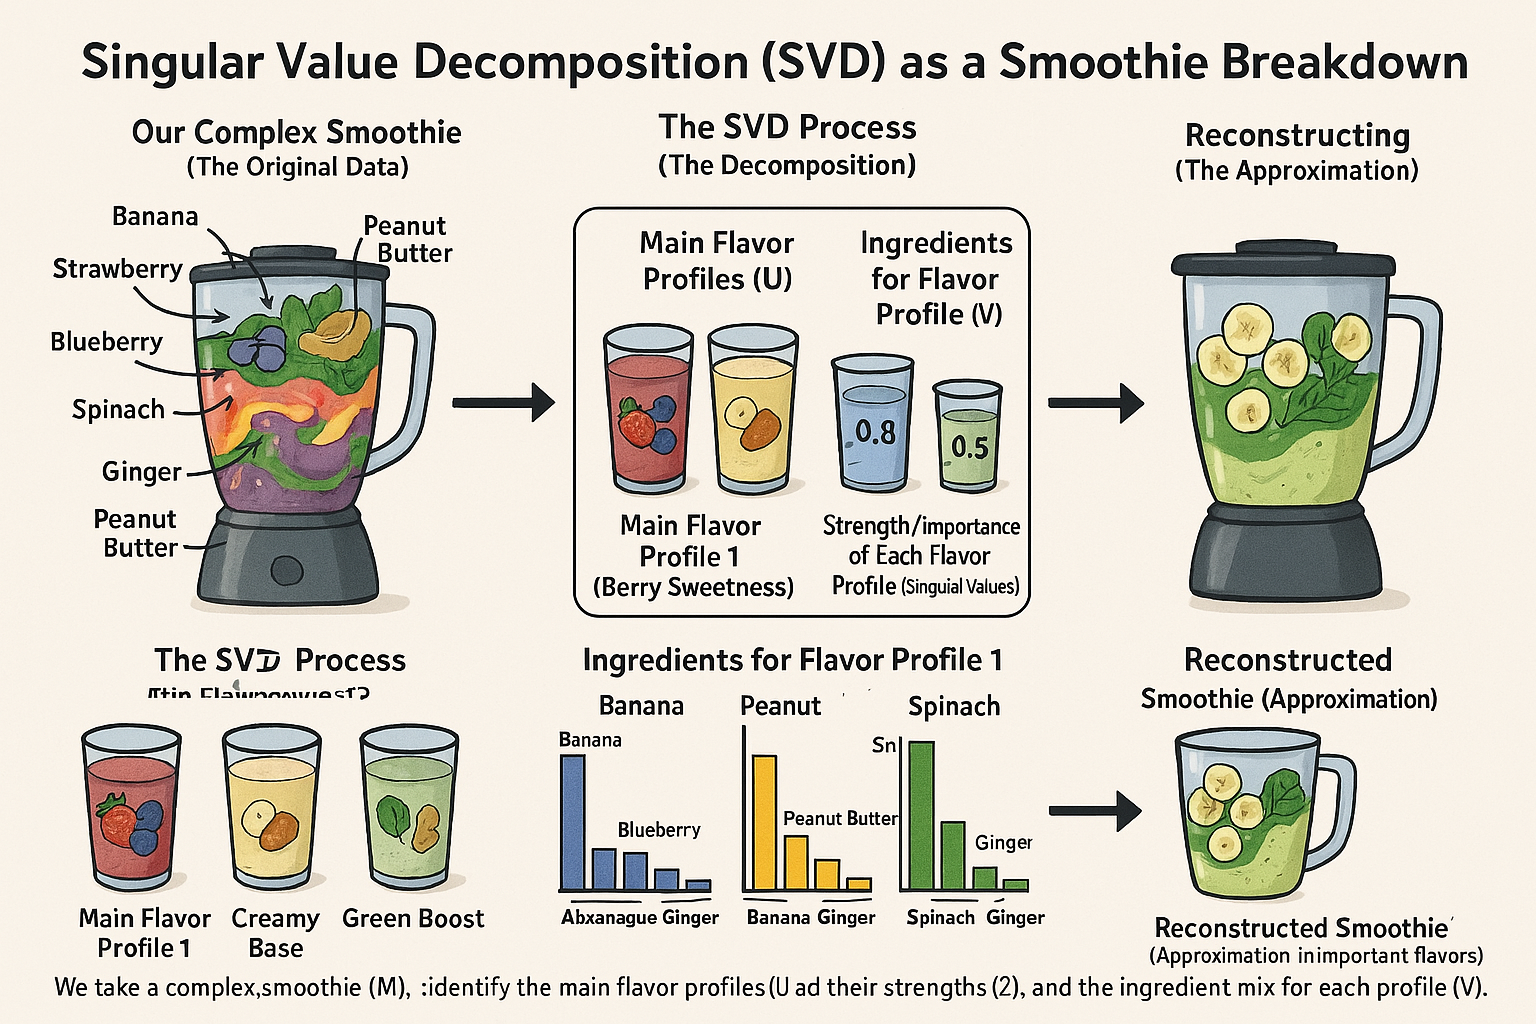 Singular Value Decomposition (SVD) as a Smoothie Breakdown
Our Complex Smoothie
(The Original Data)
Banana
Peanut
Butter
Strawberry
Blueberry
Spinach
Ginger
Peanut
Butter
The SVD Process
(The Decomposition)
Main Flavor
Profiles (U)
Ingredients
for Flavor
Profile (V)
0.8
0.5
Main Flavor
Profile 1
(Berry Sweetness)
Strength/importance
of Each Flavor
Profile (Singuial Values)
Reconstructing
(The Approximation)
The SVD Process
Main Flavor
Profile 1
Creamy
Base
Green Boost
Ingredients for Flavor Profile 1
Banana
Peanut
Spinach
Banana
Blueberry
Peanut Butter
Sn
Ginger
Abxanague Ginger
Banana Ginger
Spinach Ginger
Reconstructed
Smoothie (Approximation)
Reconstructed Smoothie
(Approximation inimportant flavors)
We take a complex,smoothie (M), :identify the main flavor profiles(U ad their strengths (2), and the ingredient mix for each profile (V).